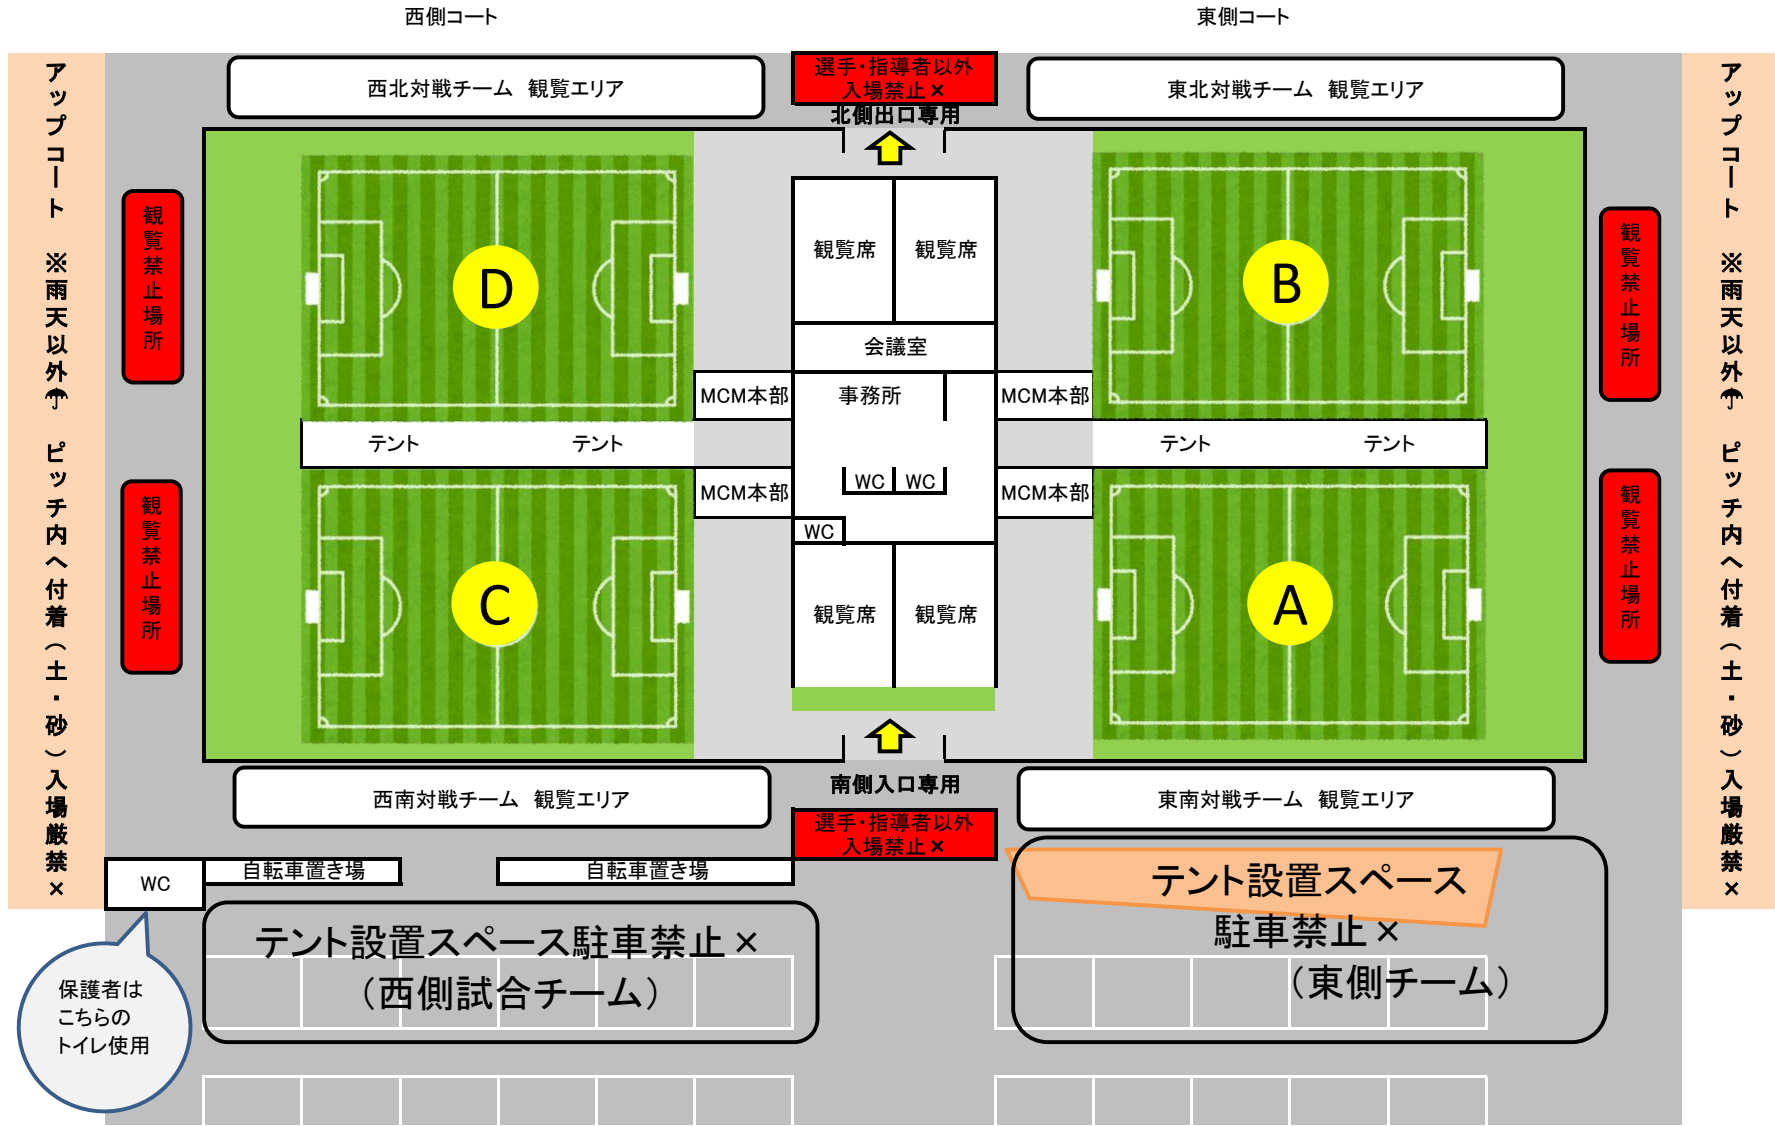 西側コート
東側コート
西北対戦チーム　観覧エリア
選手・指導者以外
入場禁止×
東北対戦チーム　観覧エリア
北側出口専用
アップコート　※雨天以外☂　ピッチ内へ付着（土・砂）入場厳禁×
アップコート　※雨天以外☂　ピッチ内へ付着（土・砂）入場厳禁×
観覧禁止場所
観覧禁止場所
D
観覧席
観覧席
B
会議室
MCM本部
事務所
MCM本部
テント
テント
テント
テント
WC
WC
MCM本部
MCM本部
WC
観覧禁止場所
観覧禁止場所
C
観覧席
観覧席
A
南側入口専用
西南対戦チーム　観覧エリア
東南対戦チーム　観覧エリア
選手・指導者以外
入場禁止×
自転車置き場
自転車置き場
WC
テント設置スペース
駐車禁止×
（東側チーム）
テント設置スペース駐車禁止×
（西側試合チーム）
保護者は
こちらの
トイレ使用